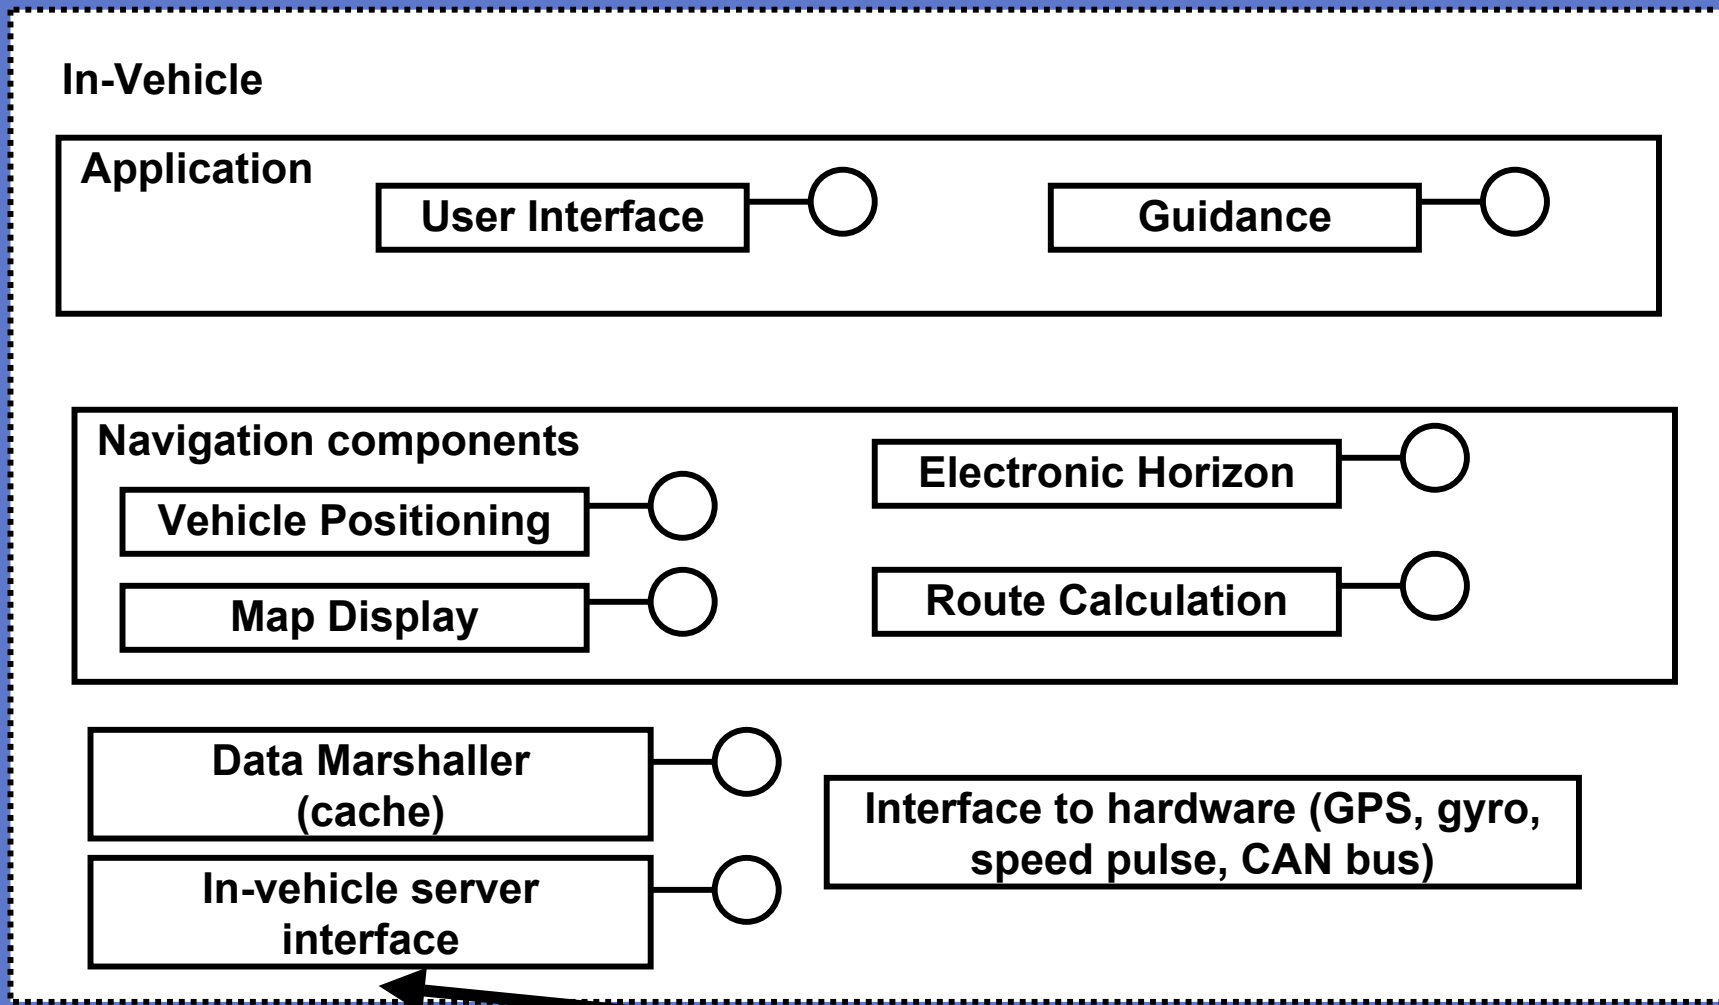 In-Vehicle
Application
User Interface
Guidance
Navigation components
Electronic Horizon
Vehicle Positioning
Route Calculation
Map Display
Data Marshaller
(cache)
Interface to hardware (GPS, gyro,
speed pulse, CAN bus)
In-vehicle server
interface